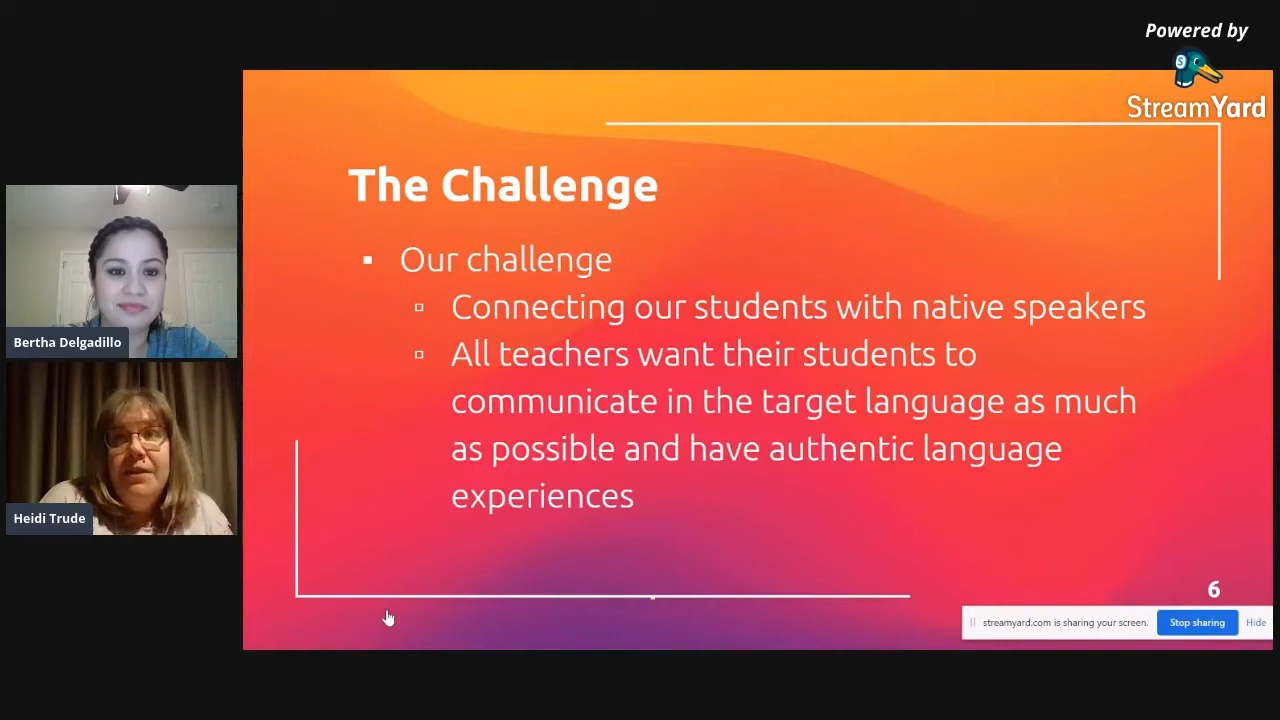 Powered by
StreamYard
The Challenge
▪ Our challenge
▫ Connecting our students with native speakers
▫ All teachers want their students to
communicate in the target language as much
as possible and have authentic language
experiences
Bertha Delgadillo
Heidi Trude
6
streamyard.com is sharing your screen. Stop sharing Hide